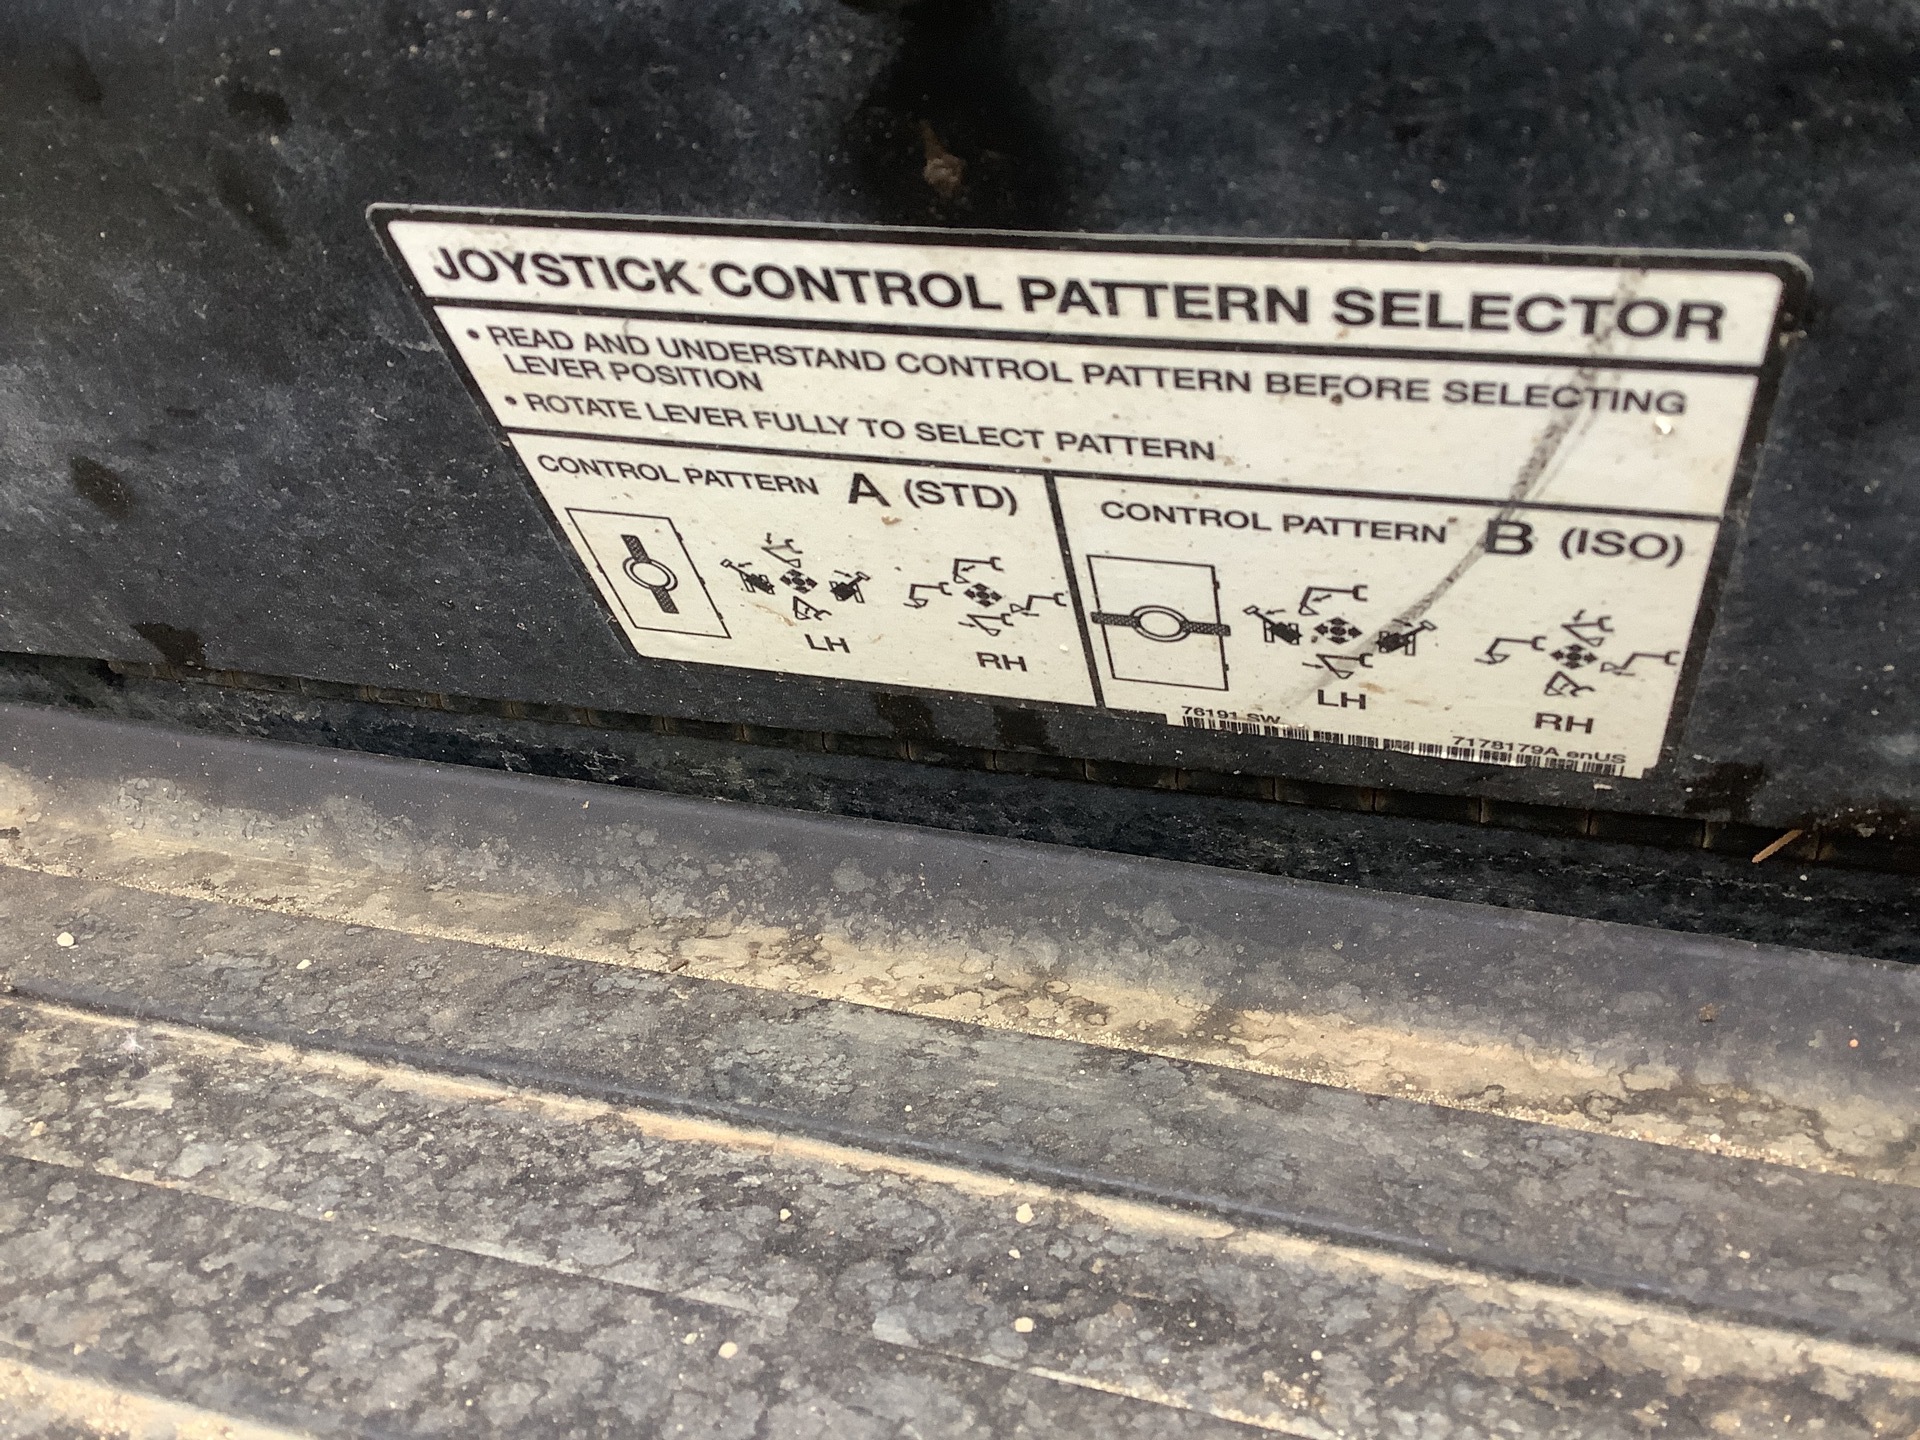 JOYSTICK CONTROL PATTERN SELECTOR
• READ AND UNDERSTAND CONTROL PATTERN BEFORE SELECTING
LEVER POSITION
• ROTATE LEVER FULLY TO SELECT PATTERN
CONTROL PATTERN A (STD)
LH
RH
CONTROL PATTERN B (ISO)
LH
RH
76191 SW
7178179A enUS